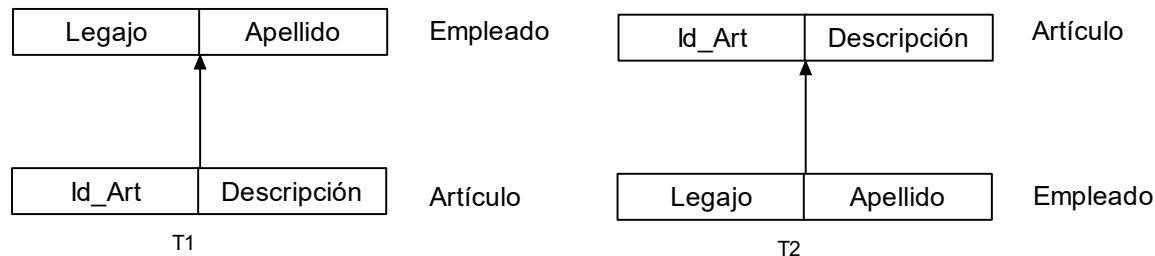 Legajo Apellido Empleado
Id_Art Descripción Artículo
T1
Id_Art Descripción Artículo
Legajo Apellido Empleado
T2